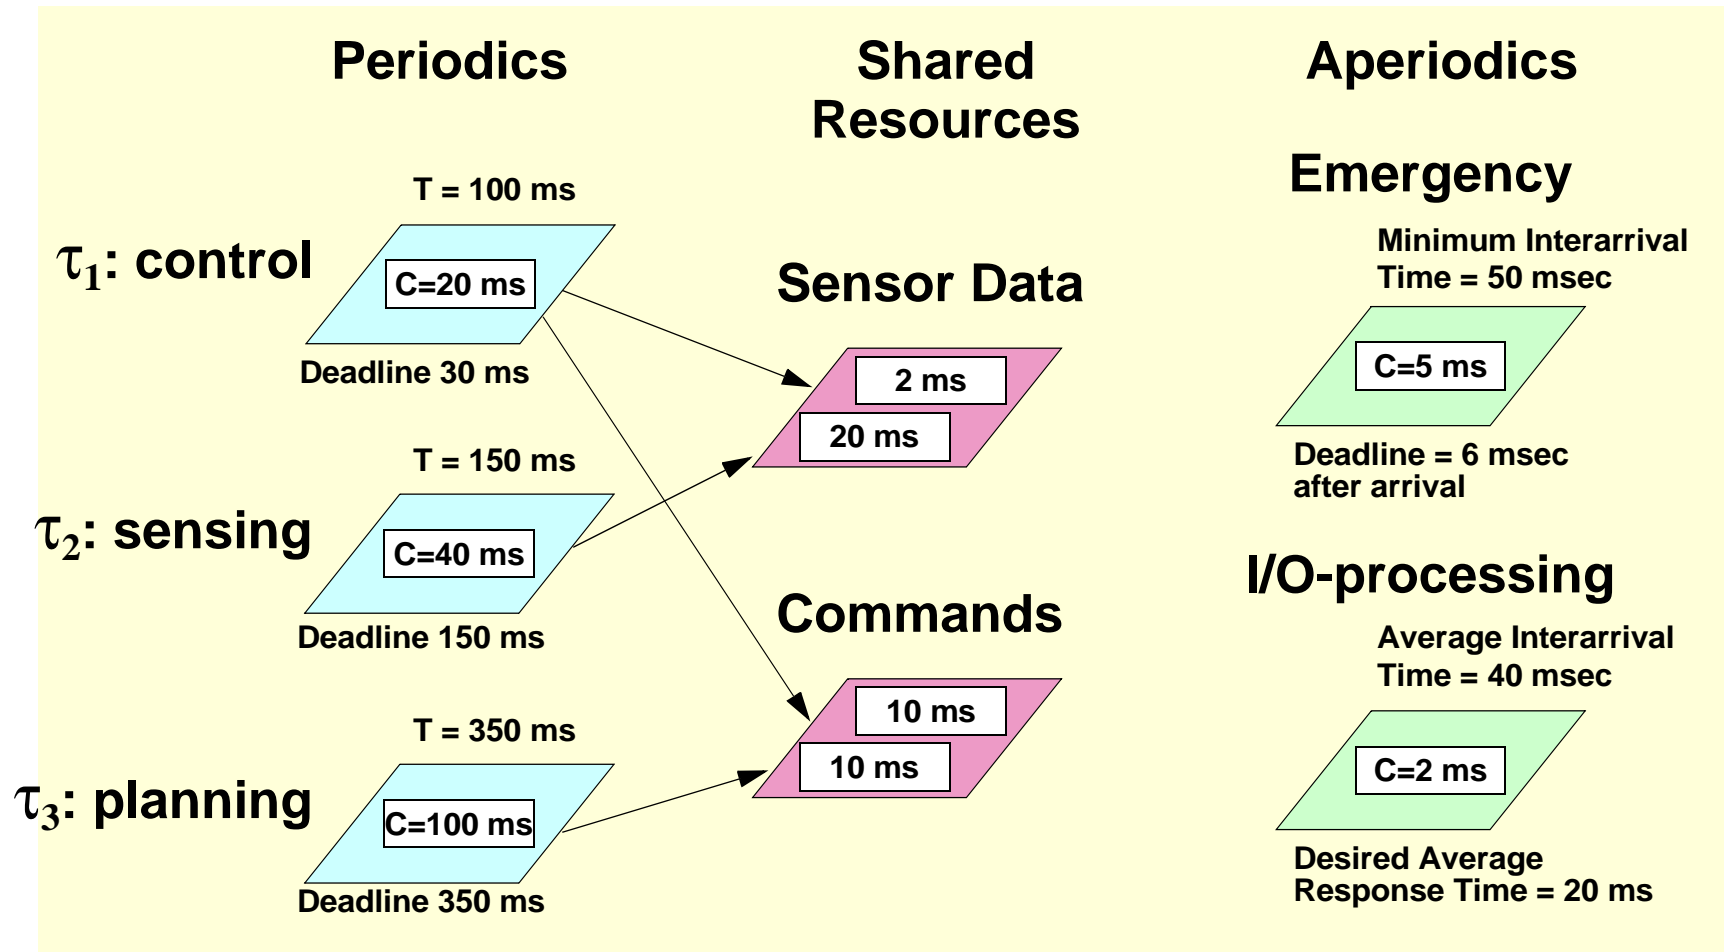 Periodics
T = 100 ms
τ1: control
C=20 ms
Deadline 30 ms
T = 150 ms
τ2: sensing
C=40 ms
Deadline 150 ms
T = 350 ms
τ3: planning
C=100 ms
Deadline 350 ms
Shared
Resources
Sensor Data
2 ms
20 ms
Commands
10 ms
10 ms
Aperiodics
Emergency
Minimum Interarrival
Time = 50 msec
C=5 ms
Deadline = 6 msec
after arrival
I/O-processing
Average Interarrival
Time = 40 msec
C=2 ms
Desired Average
Response Time = 20 ms